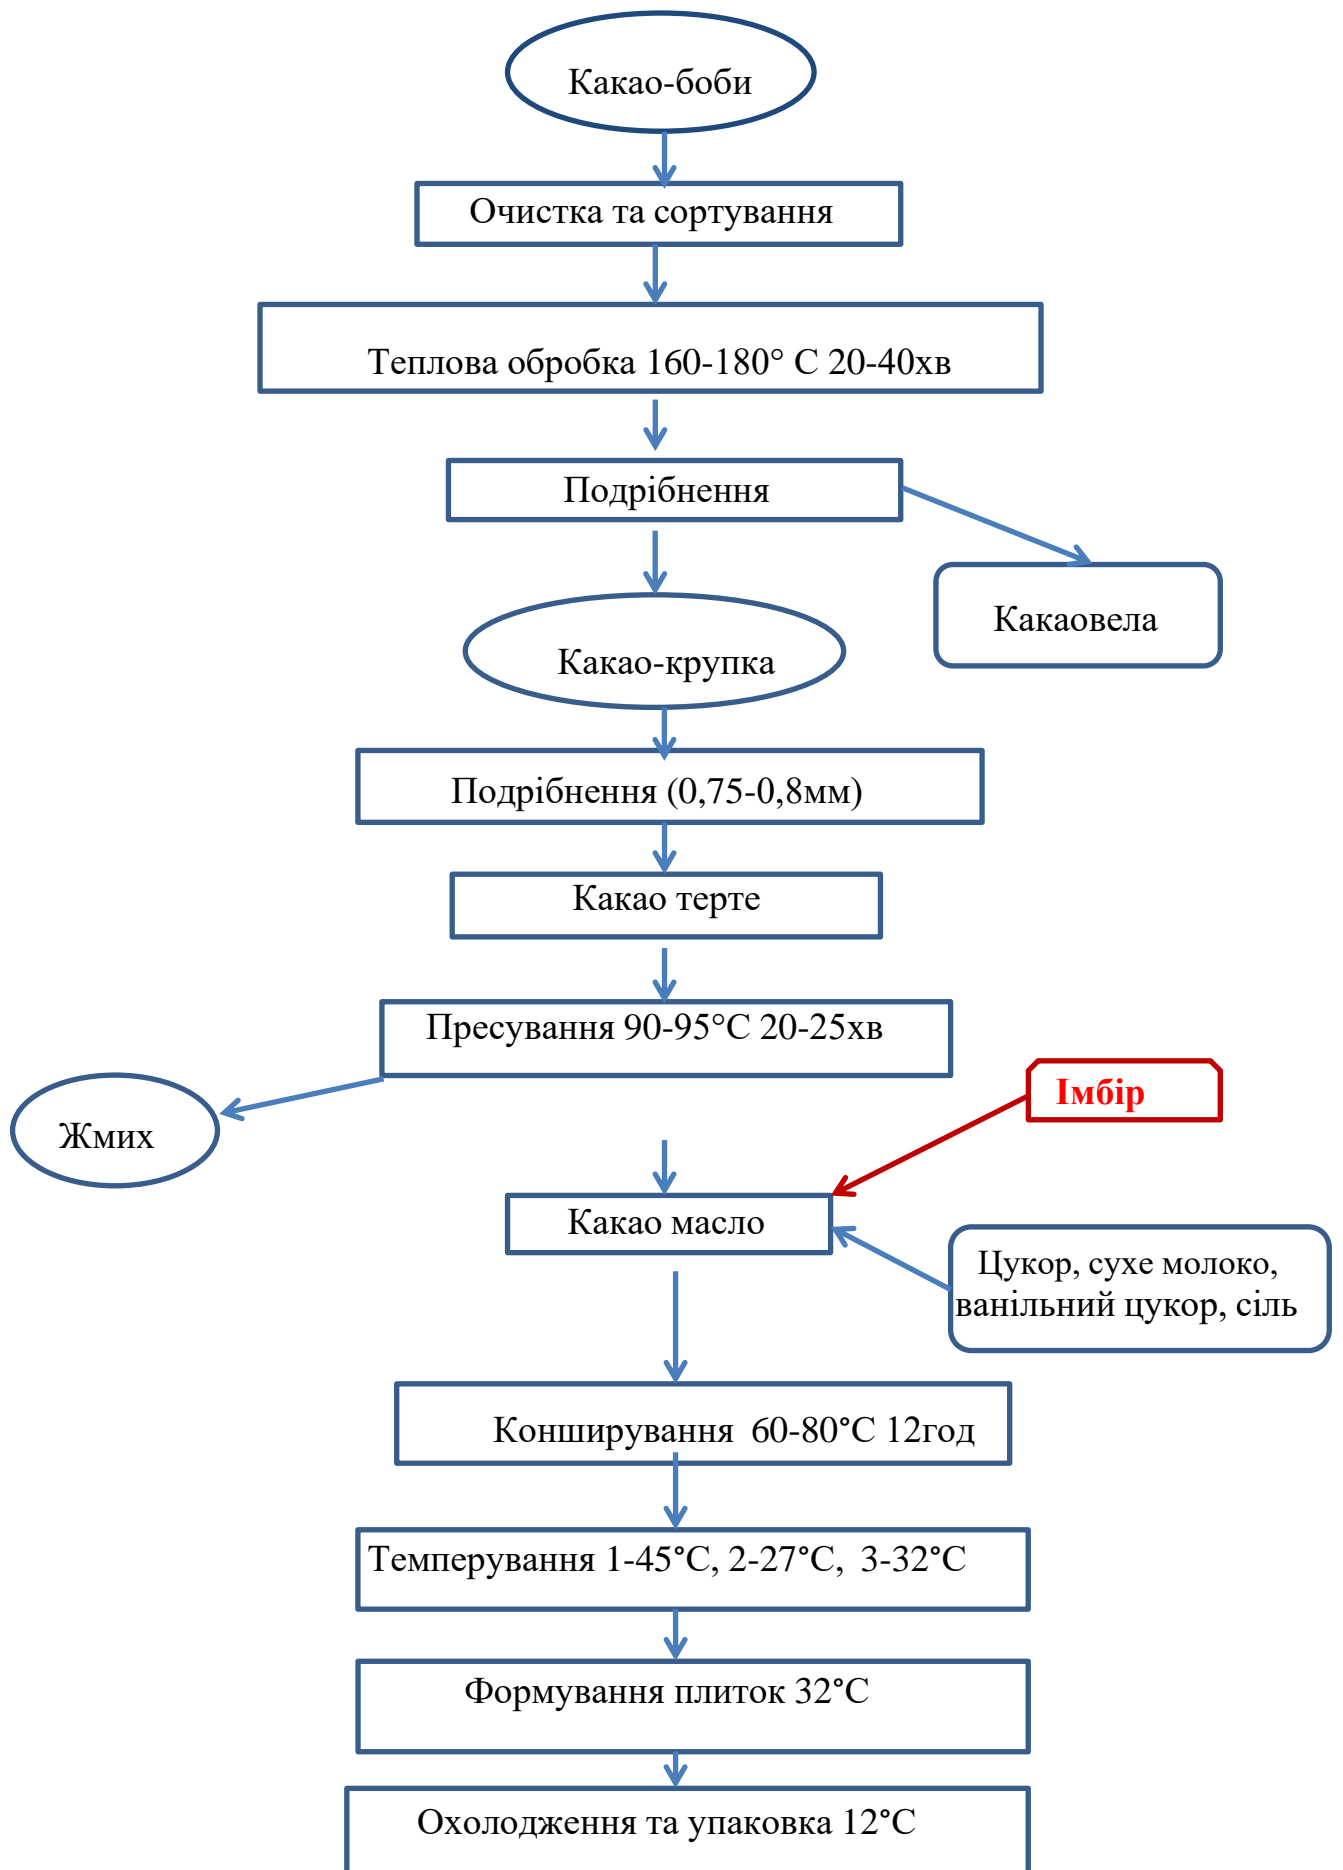 Какао-боби
Очистка та сортування
Теплова обробка 160-180° С 20-40хв
Подрібнення
Какаовела
Какао-крупка
Подрібнення (0,75-0,8мм)
Какао терте
Пресування 90-95°С 20-25хв
Імбір
Жмих
Какао масло
Цукор, сухе молоко,
ванільний цукор, сіль
Конширування 60-80°С 12год
Темперування 1-45°С, 2-27°С, 3-32°С
Формування плиток 32°С
Охолодження та упаковка 12°С